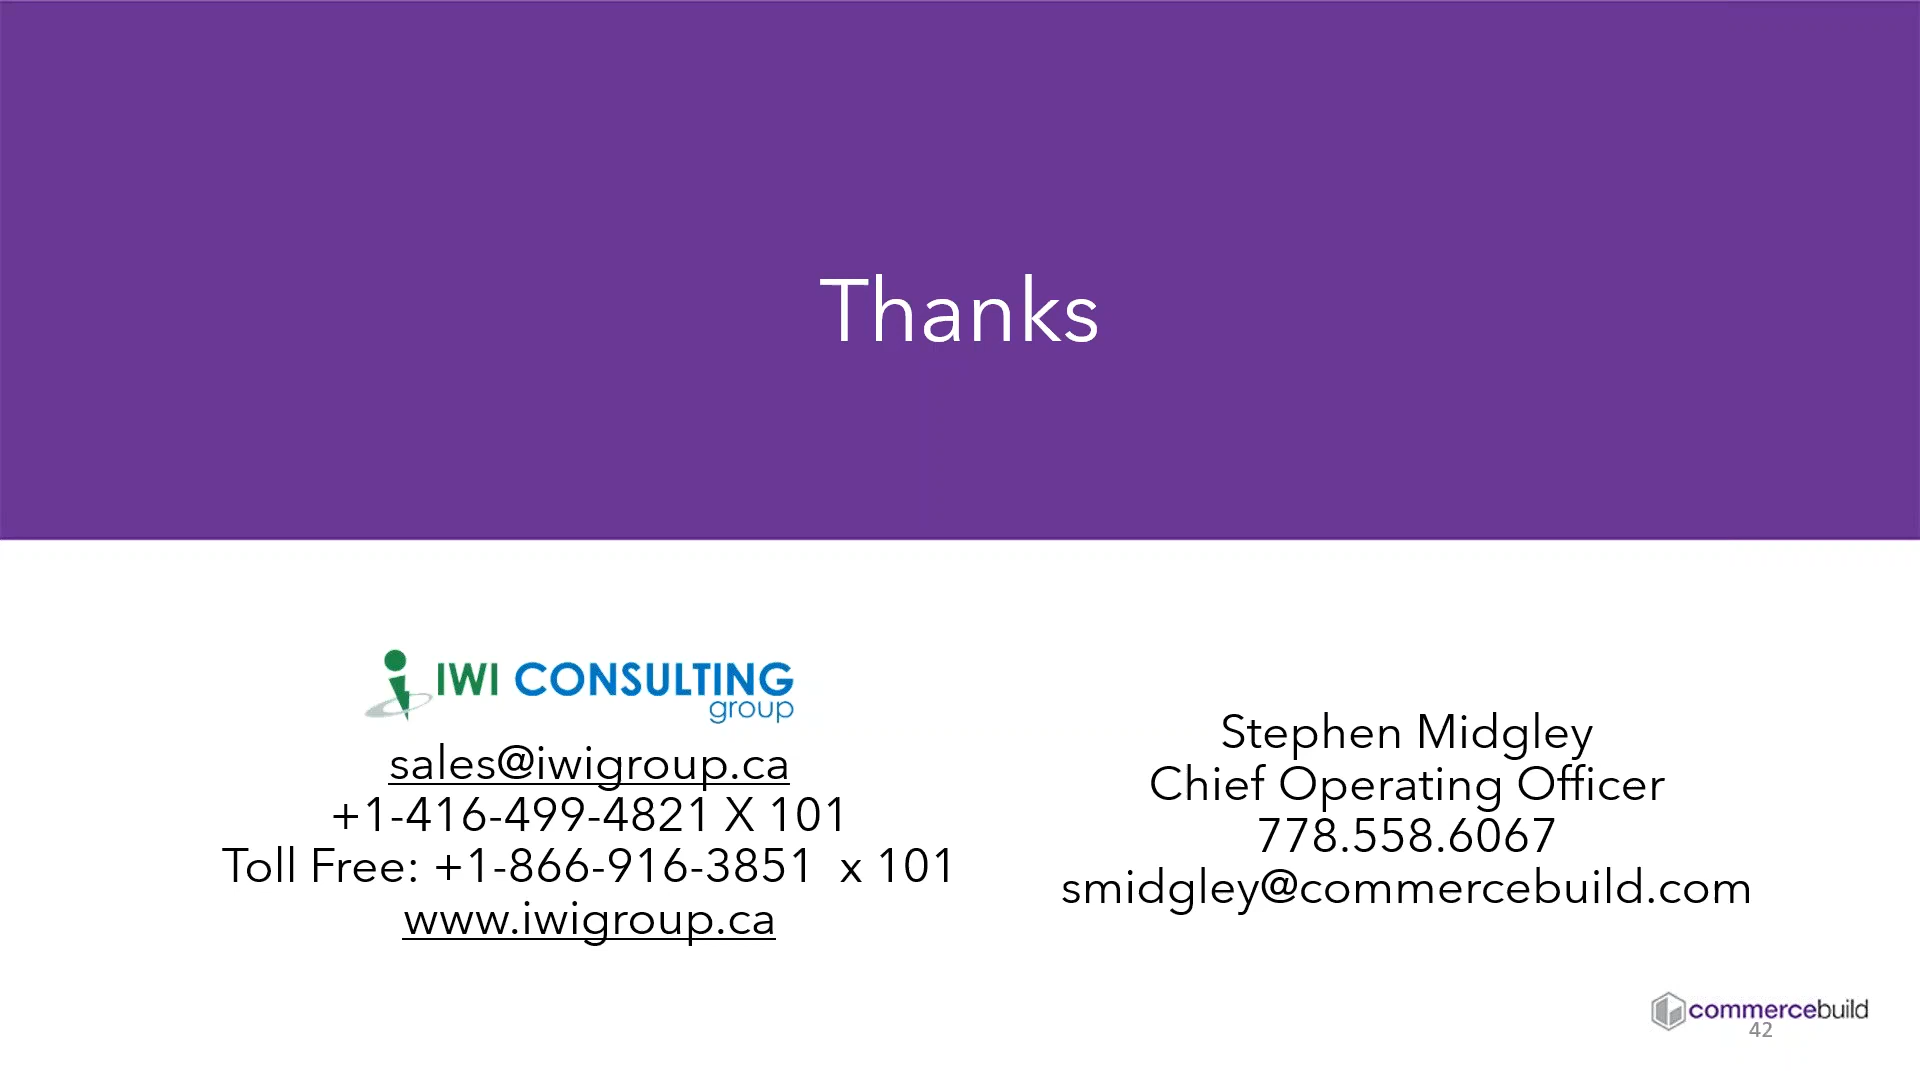 Thanks
IWI CONSULTING
group
sales@iwigroup.ca
+1-416-499-4821 X 101
Toll Free: +1-866-916-3851  x 101
www.iwigroup.ca
Stephen Midgley
Chief Operating Officer
778.558.6067
smidgley@commercebuild.com
commercebuild
42